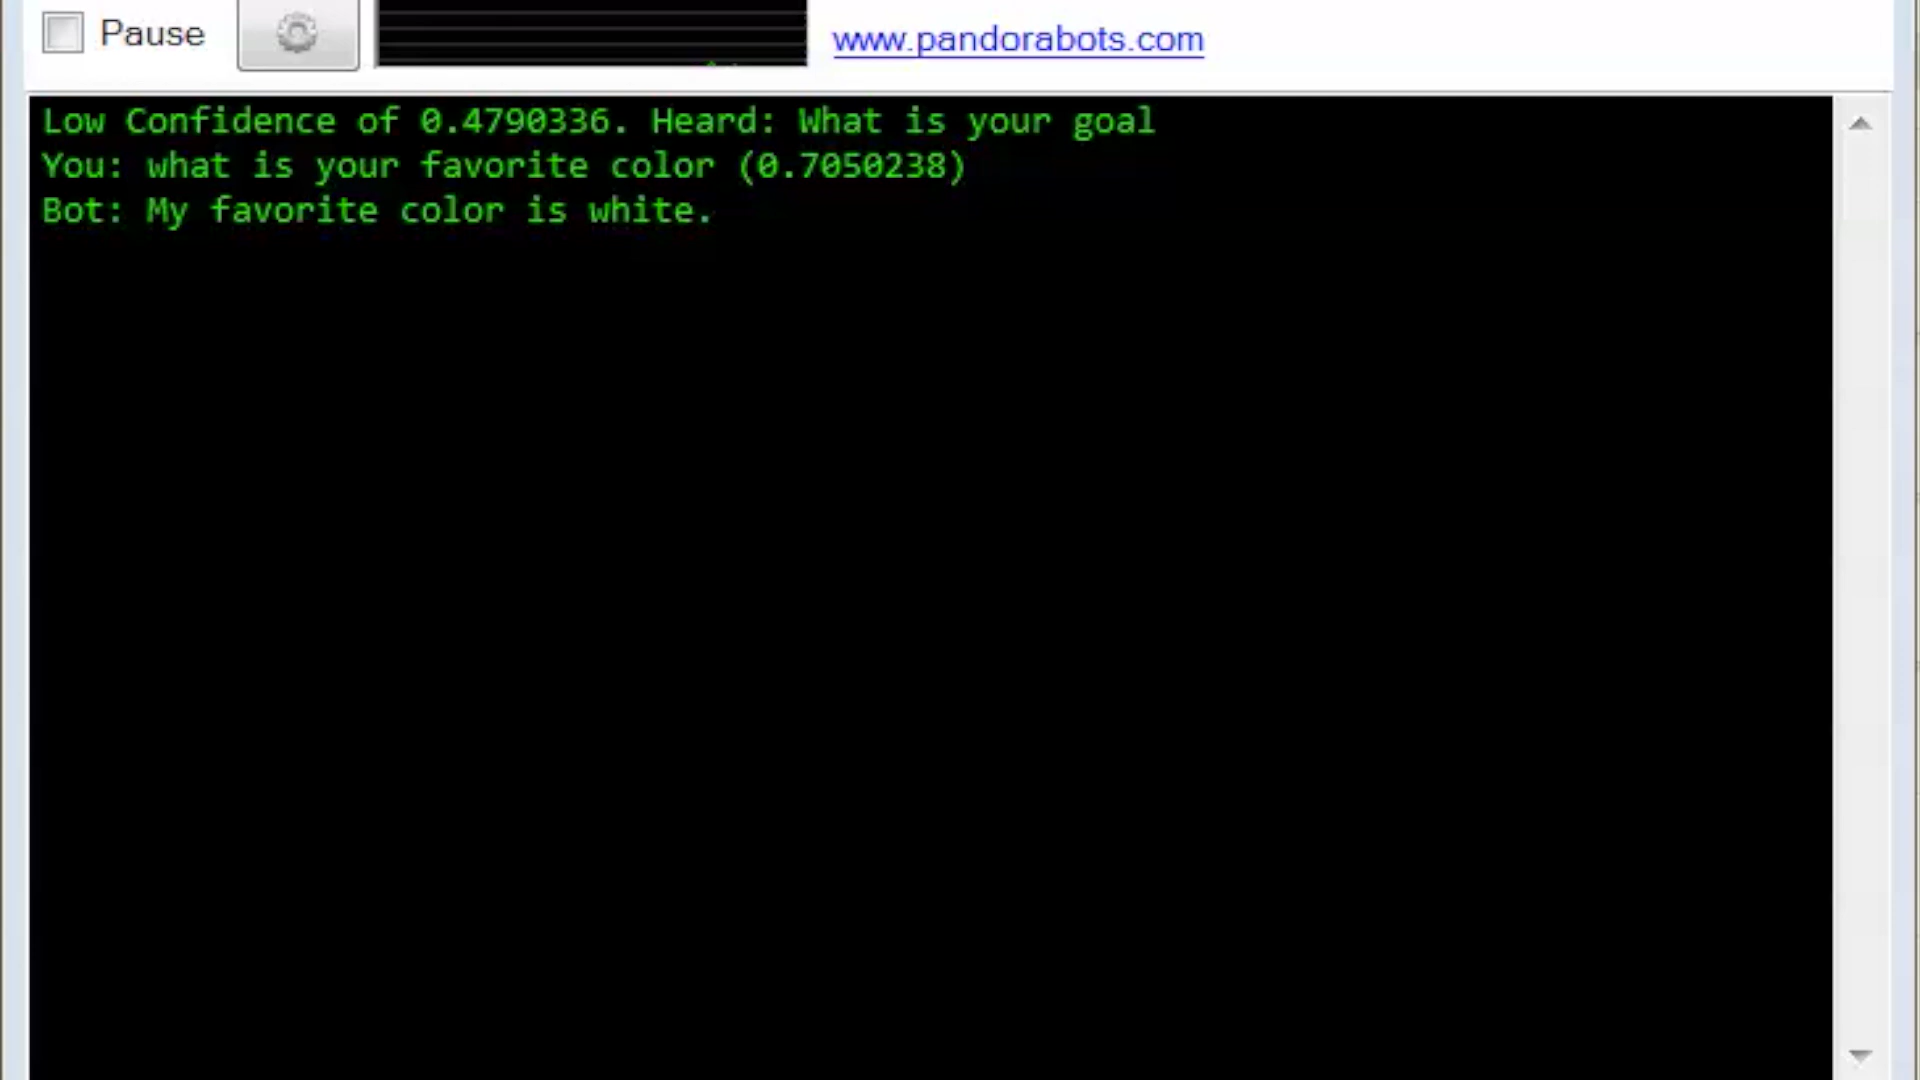 Pause
www.pandorabots.com
Low Confidence of 0.4790336. Heard: What is your goal
You: what is your favorite color (0.7050238)
Bot: My favorite color is white.